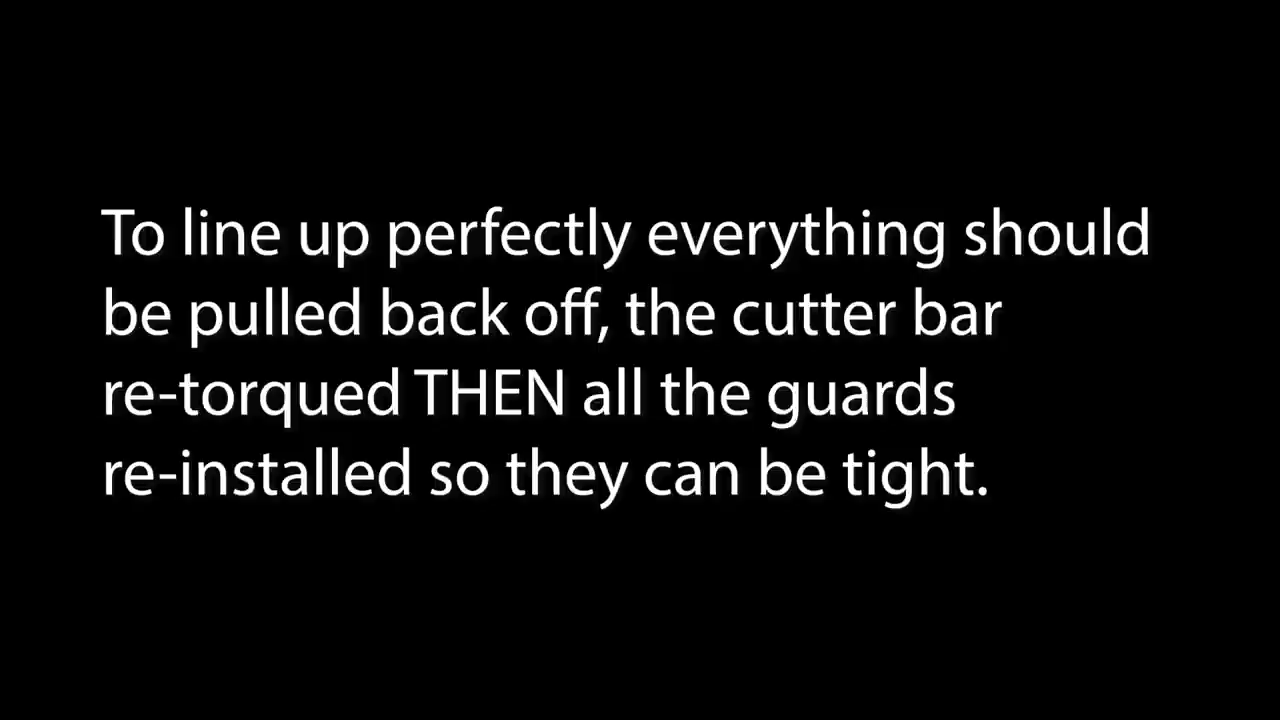 To line up perfectly everything should
be pulled back off, the cutter bar
re-torqued THEN all the guards
re-installed so they can be tight.